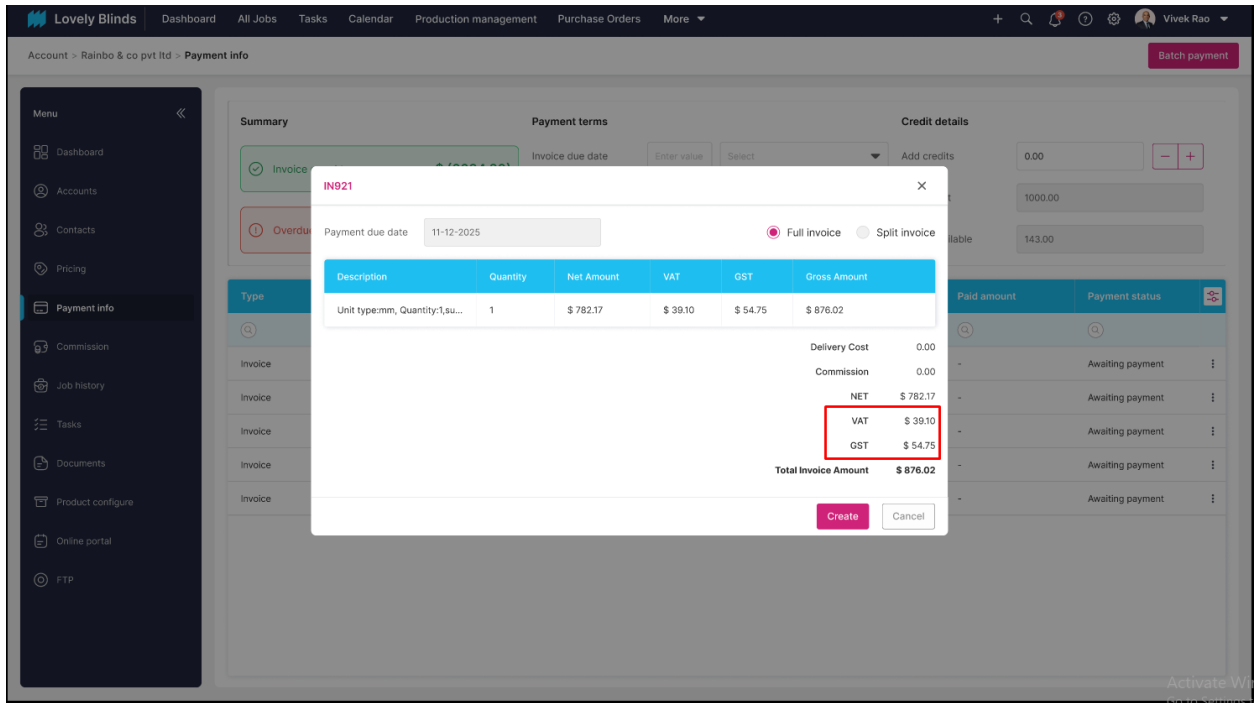 Lovely Blinds Dashboard All Jobs Tasks Calendar Production management Purchase Orders More + 3 ? Vivek Rao
Account > Rainbo & co pvt ltd > Payment info Batch payment
Menu
Dashboard
Accounts
Contacts
Pricing
Payment info
Commission
Job history
Tasks
Documents
Product configure
Online portal
FTP
Summary Payment terms Credit details
Invoice Invoice due date Enter value Select Add credits 0.00 - +
1000.00
Overdu 143.00
IN921
Payment due date 11-12-2025 Full invoice Split invoice
Description Quantity Net Amount VAT GST Gross Amount
Unit type:mm, Quantity:1,su... 1 $ 782.17 $ 39.10 $ 54.75 $ 876.02
Delivery Cost 0.00
Commission 0.00
NET $ 782.17
VAT $ 39.10
GST $ 54.75
Total Invoice Amount $ 876.02
Create Cancel
Type Paid amount Payment status
Invoice - Awaiting payment
Invoice - Awaiting payment
Invoice - Awaiting payment
Invoice - Awaiting payment
Invoice - Awaiting payment
Activate Wi